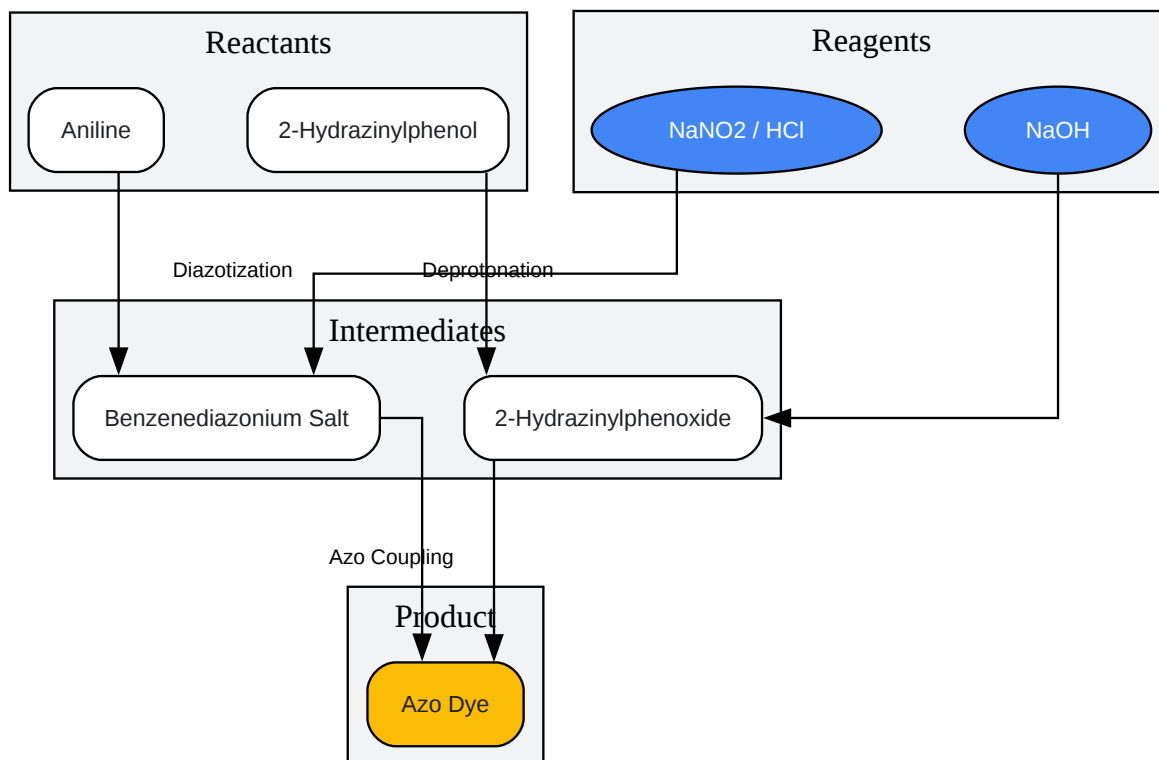 Reactants
Reagents
Aniline
2-Hydrazinylphenol
NaNO2 / HCl
NaOH
Diazotization
Deprotonation
Intermediates
Benzenediazonium Salt
2-Hydrazinylphenoxide
Azo Coupling
Product
Azo Dye